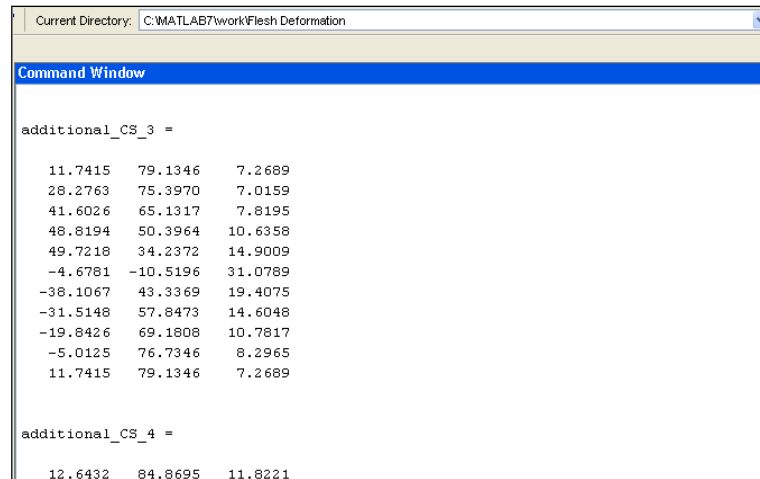 Current Directory: C:\MATLAB7\work\Flesh Deformation
Command Window
additional_CS_3 =
11.7415 79.1346 7.2689
28.2763 75.3970 7.0159
41.6026 65.1317 7.8195
48.8194 50.3964 10.6358
49.7218 34.2372 14.9009
-4.6781 -10.5196 31.0789
-38.1067 43.3369 19.4075
-31.5148 57.8473 14.6048
-19.8426 69.1808 10.7817
-5.0125 76.7346 8.2965
11.7415 79.1346 7.2689
additional_CS_4 =
12.6432 84.8695 11.8221